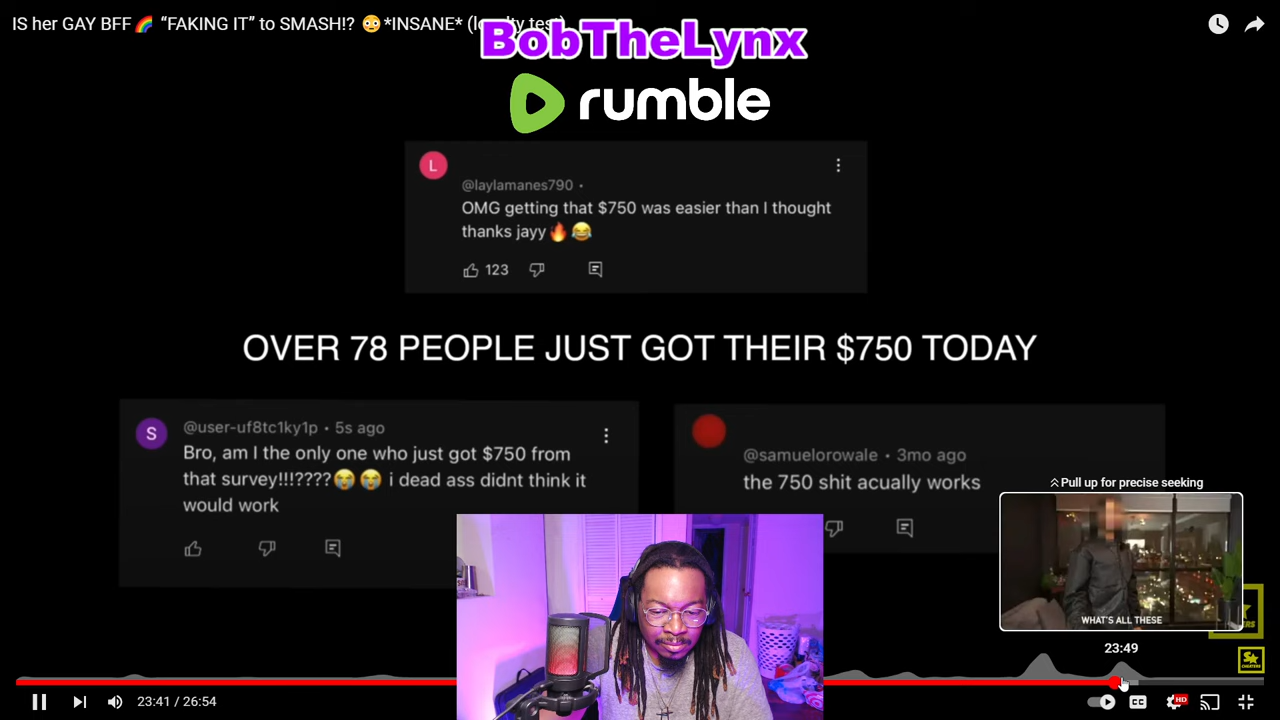 IS her GAY BFF🌈 “FAKING IT” to SMASH!? 😳*INSANE* (loyalty test)
BobTheLynx
rumble
L
@laylamanes790 •
OMG getting that $750 was easier than I thought
thanks jayy🔥😂
123
OVER 78 PEOPLE JUST GOT THEIR $750 TODAY
S
@user-uf8tc1ky1p • 5s ago
Bro, am I the only one who just got $750 from
that survey!!!????😭😭 i dead ass didnt think it
would work
@samuelorowale • 3mo ago
the 750 shit acually works
Pull up for precise seeking
WHAT'S ALL THESE
23:49
23:41 / 26:54
CC
HD